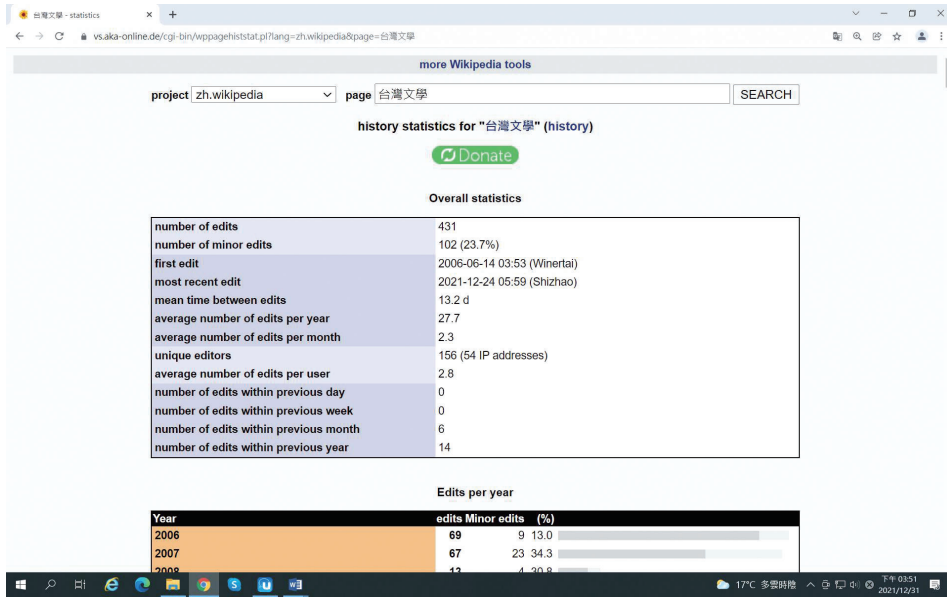 台灣文學 - statistics
vs.aka-online.de/cgi-bin/wppagehiststat.pl?lang=zh.wikipedia&page=台灣文學
more Wikipedia tools
project zh.wikipedia page 台灣文學 SEARCH
history statistics for "台灣文學" (history)
Donate
Overall statistics
number of edits 431
number of minor edits 102 (23.7%)
first edit 2006-06-14 03:53 (Winertai)
most recent edit 2021-12-24 05:59 (Shizhao)
mean time between edits 13.2 d
average number of edits per year 27.7
average number of edits per month 2.3
unique editors 156 (54 IP addresses)
average number of edits per user 2.8
number of edits within previous day 0
number of edits within previous week 0
number of edits within previous month 6
number of edits within previous year 14
Edits per year
Year edits Minor edits (%)
2006 69 9 13.0
2007 67 23 34.3
2008 13 4 30.8
17°C 多雲時陰 下午 03:51
2021/12/31